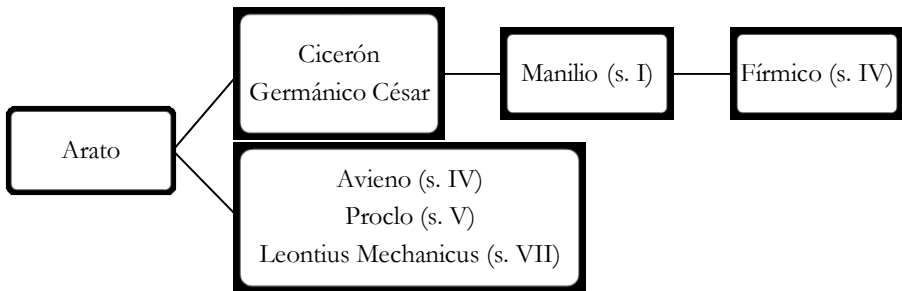 Arato
Cicerón
Germánico César
Manilio (s. I)
Fírmico (s. IV)
Avieno (s. IV)
Proclo (s. V)
Leontius Mechanicus (s. VII)